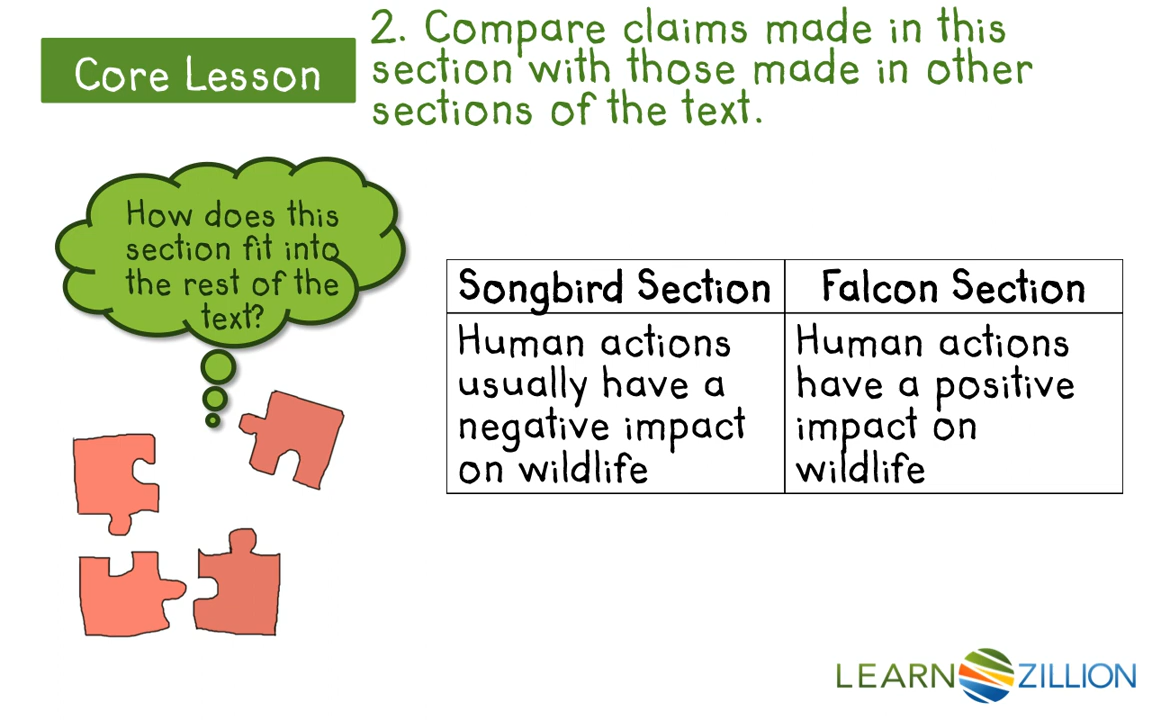 Core Lesson
2. Compare claims made in this
section with those made in other
sections of the text.
How does this
section fit into
the rest of the
text?
Songbird Section
Human actions
usually have a
negative impact
on wildlife
Falcon Section
Human actions
have a positive
impact on
wildlife
LEARN ZILLION